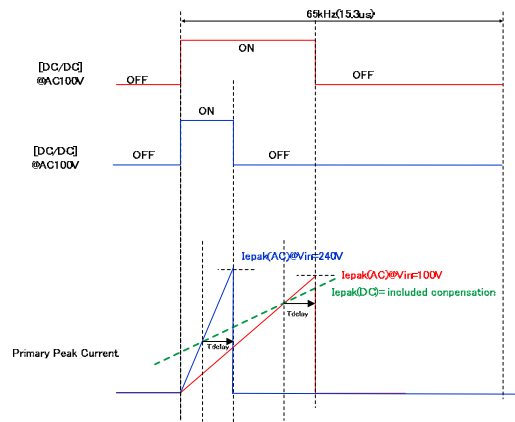 65kHz(15.3us)
ON
[DC/DC]
@AC100V
OFF
OFF
ON
[DC/DC]
@AC100V
OFF
OFF
Iepak(AC)@Vin=240V
Iepak(AC)@Vin=100V
Iepak(DC)= included conpensation
Tdelay
Tdelay
Primary Peak Current.